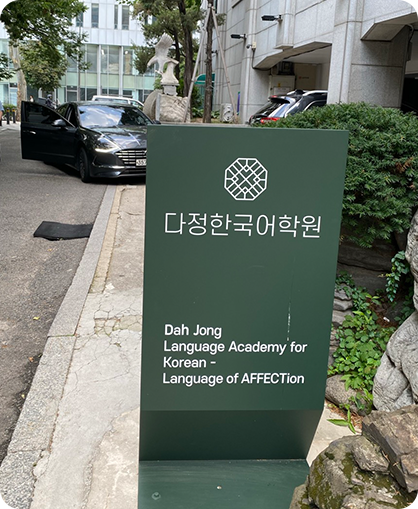 다정한국어학원
Dah Jong
Language Academy for
Korean -
Language of AFFECTion